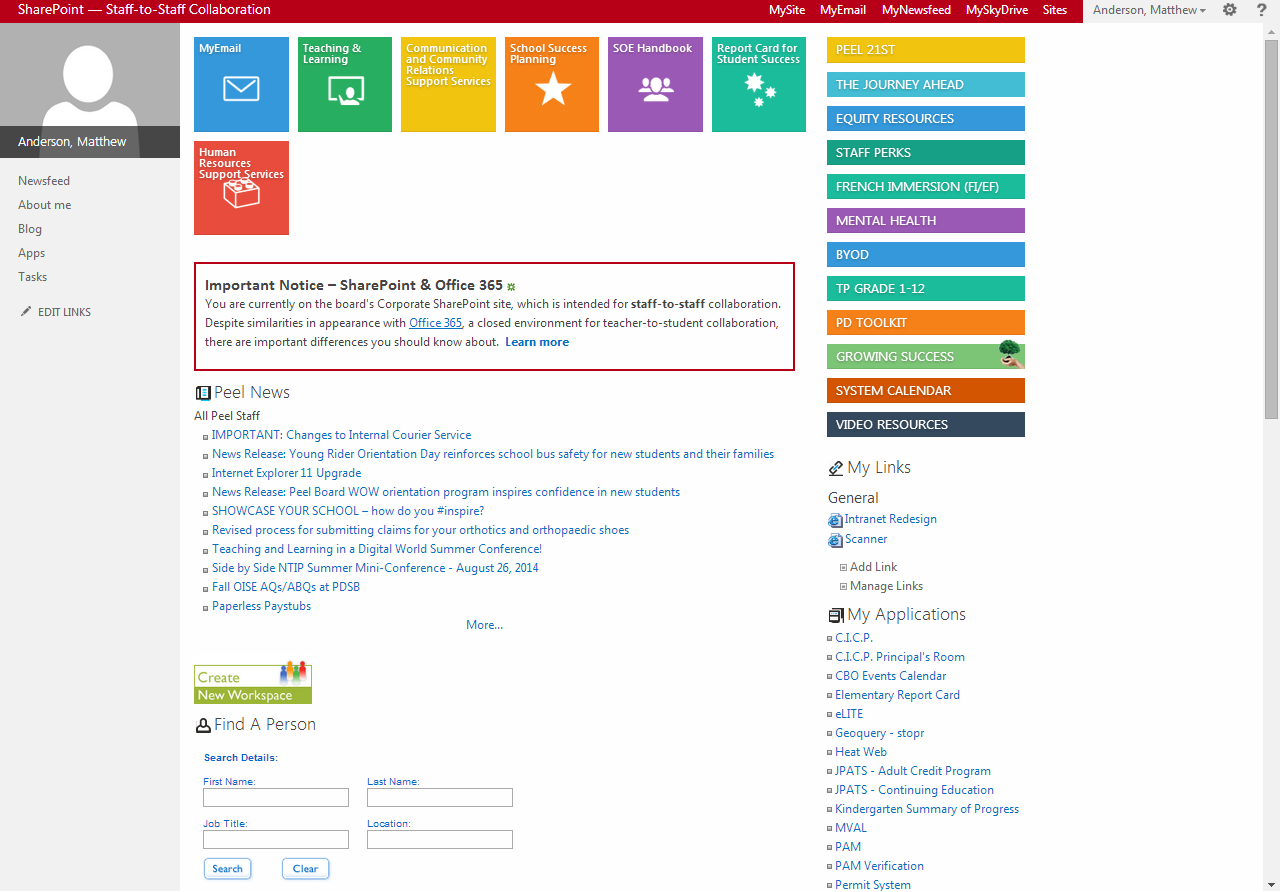 SharePoint — Staff-to-Staff Collaboration
MySite MyEmail MyNewsfeed MySkyDrive Sites Anderson, Matthew ?
Anderson, Matthew
Newsfeed
About me
Blog
Apps
Tasks
EDIT LINKS
MyEmail
Teaching &
Learning
Communication
and Community
Relations
Support Services
School Success
Planning
SOE Handbook
Report Card for
Student Success
Human
Resources
Support Services
Important Notice – SharePoint & Office 365
You are currently on the board's Corporate SharePoint site, which is intended for staff-to-staff collaboration.
Despite similarities in appearance with Office 365, a closed environment for teacher-to-student collaboration,
there are important differences you should know about. Learn more
Peel News
All Peel Staff
IMPORTANT: Changes to Internal Courier Service
News Release: Young Rider Orientation Day reinforces school bus safety for new students and their families
Internet Explorer 11 Upgrade
News Release: Peel Board WOW orientation program inspires confidence in new students
SHOWCASE YOUR SCHOOL – how do you #inspire?
Revised process for submitting claims for your orthotics and orthopaedic shoes
Teaching and Learning in a Digital World Summer Conference!
Side by Side NTIP Summer Mini-Conference - August 26, 2014
Fall OISE AQs/ABQs at PDSB
Paperless Paystubs
More...
Create
New Workspace
Find A Person
Search Details:
First Name: Last Name:
Job Title: Location:
Search Clear
PEEL 21ST
THE JOURNEY AHEAD
EQUITY RESOURCES
STAFF PERKS
FRENCH IMMERSION (FI/EF)
MENTAL HEALTH
BYOD
TP GRADE 1-12
PD TOOLKIT
GROWING SUCCESS
SYSTEM CALENDAR
VIDEO RESOURCES
My Links
General
Intranet Redesign
Scanner
Add Link
Manage Links
My Applications
C.I.C.P.
C.I.C.P. Principal's Room
CBO Events Calendar
Elementary Report Card
eLITE
Geoquery - stopr
Heat Web
JPATS - Adult Credit Program
JPATS - Continuing Education
Kindergarten Summary of Progress
MVAL
PAM
PAM Verification
Permit System